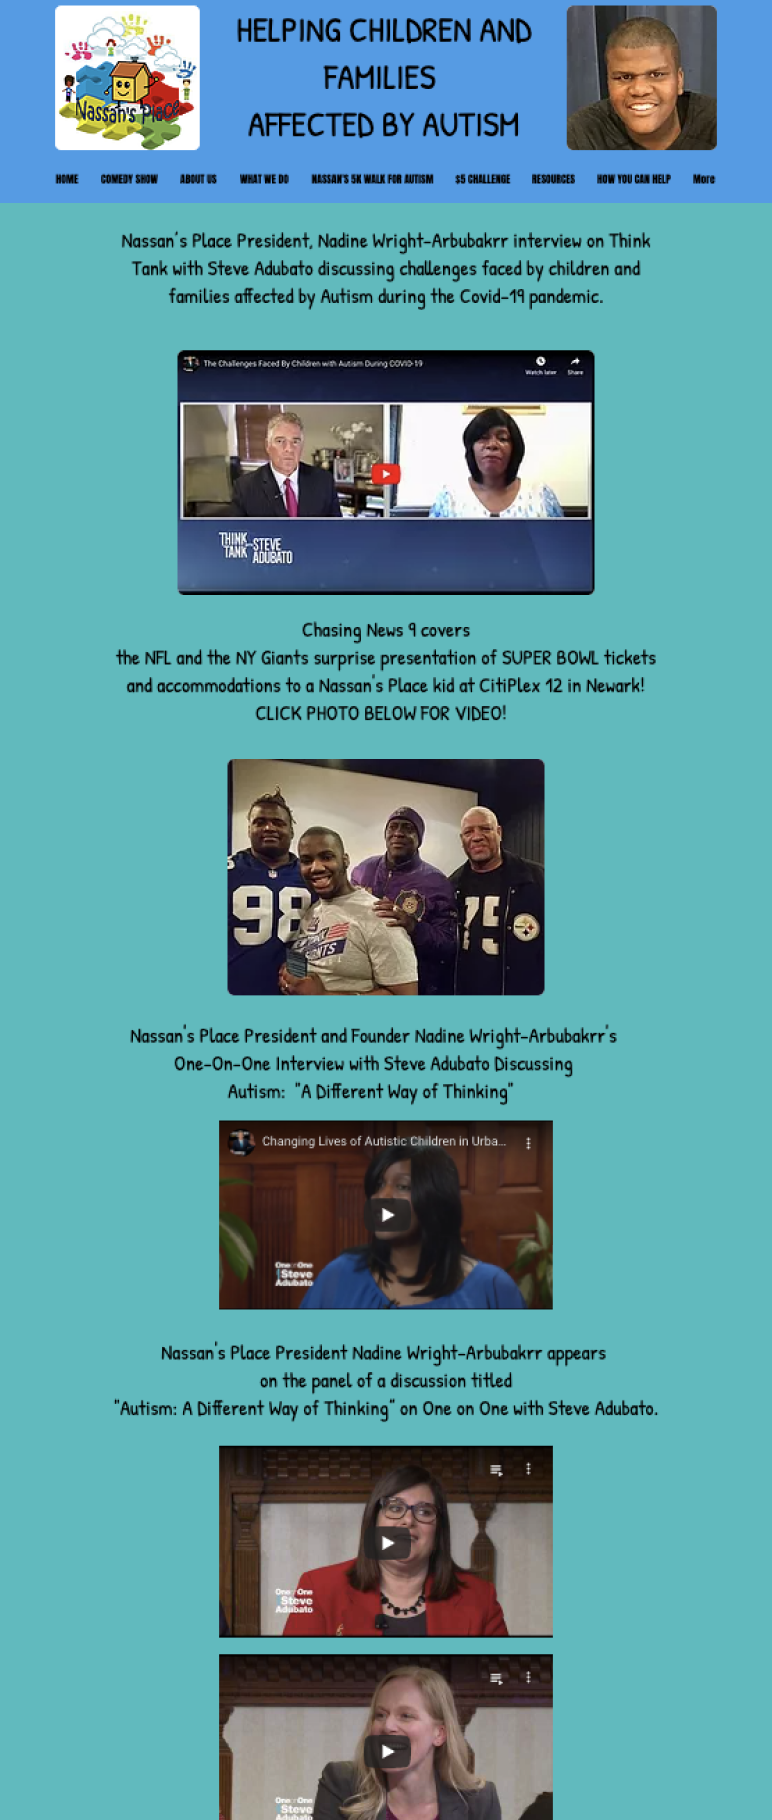 Nassan's Place
HELPING CHILDREN AND
FAMILIES
AFFECTED BY AUTISM
HOME COMEDY SHOW ABOUT US WHAT WE DO NASSAN'S 5K WALK FOR AUTISM $5 CHALLENGE RESOURCES HOW YOU CAN HELP More
Nassan's Place President, Nadine Wright-Arbubakrr interview on Think
Tank with Steve Adubato discussing challenges faced by children and
families affected by Autism during the Covid-19 pandemic.
The Challenges Faced By Children with Autism During COVID-19
Watch later Share
THINK
TANK with STEVE
ADUBATO
Chasing News 9 covers
the NFL and the NY Giants surprise presentation of SUPER BOWL tickets
and accommodations to a Nassan's Place kid at CitiPlex 12 in Newark!
CLICK PHOTO BELOW FOR VIDEO!
98
75
Nassan's Place President and Founder Nadine Wright-Arbubakrr's
One-On-One Interview with Steve Adubato Discussing
Autism: "A Different Way of Thinking"
Changing Lives of Autistic Children in Urba...
One on One
Steve
Adubato
Nassan's Place President Nadine Wright-Arbubakrr appears
on the panel of a discussion titled
"Autism: A Different Way of Thinking" on One on One with Steve Adubato.
One on One
Steve
Adubato
One on One
Steve
Adubato